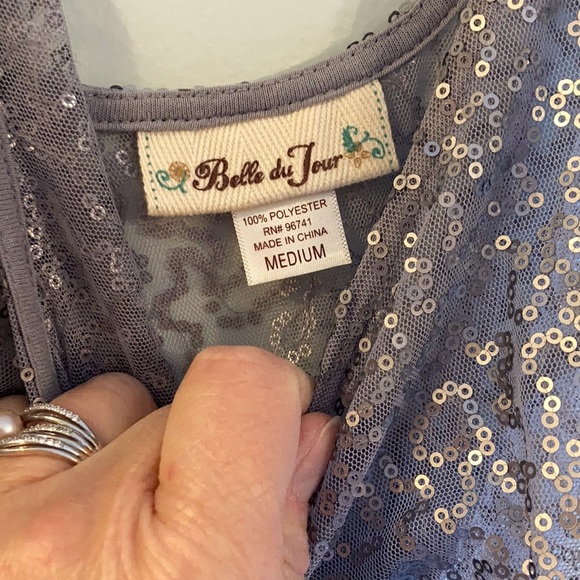 Belle du Jour
100% POLYESTER
RN# 96741
MADE IN CHINA
MEDIUM